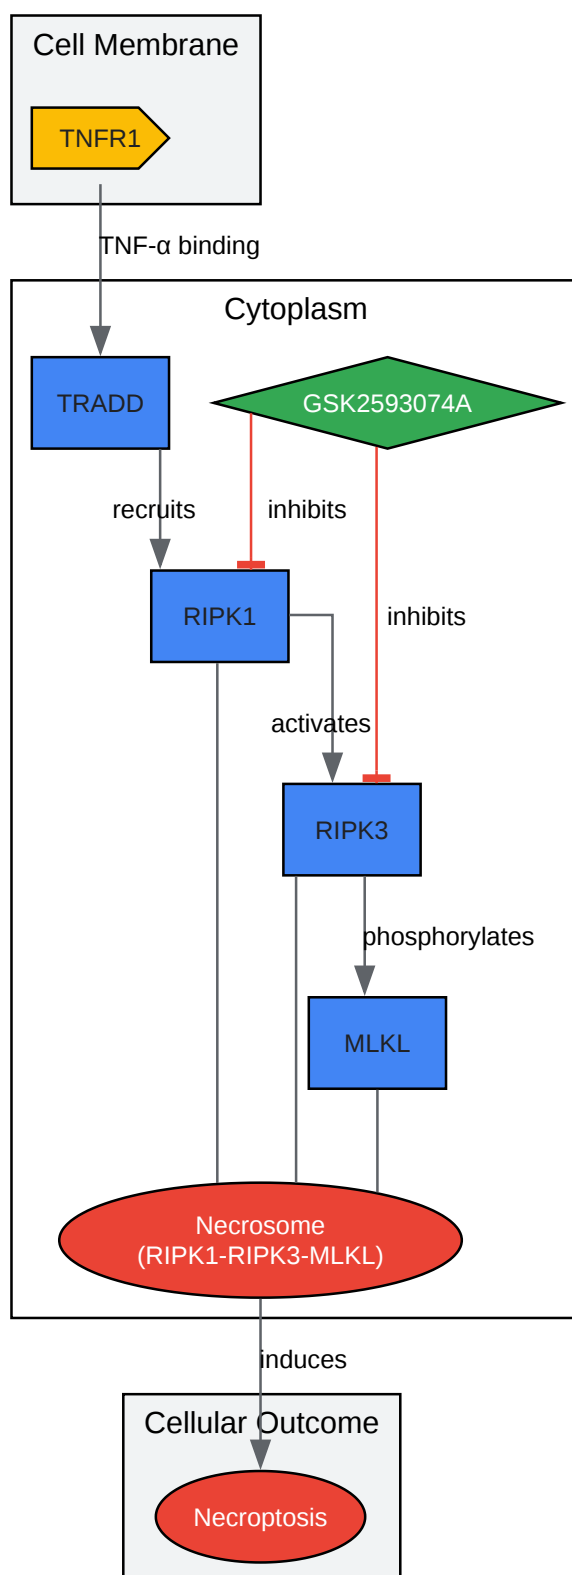 Cell Membrane
TNFR1
TNF-α binding
Cytoplasm
TRADD
GSK2593074A
recruits
inhibits
RIPK1
inhibits
activates
RIPK3
phosphorylates
MLKL
Necrosome
(RIPK1-RIPK3-MLKL)
induces
Cellular Outcome
Necroptosis